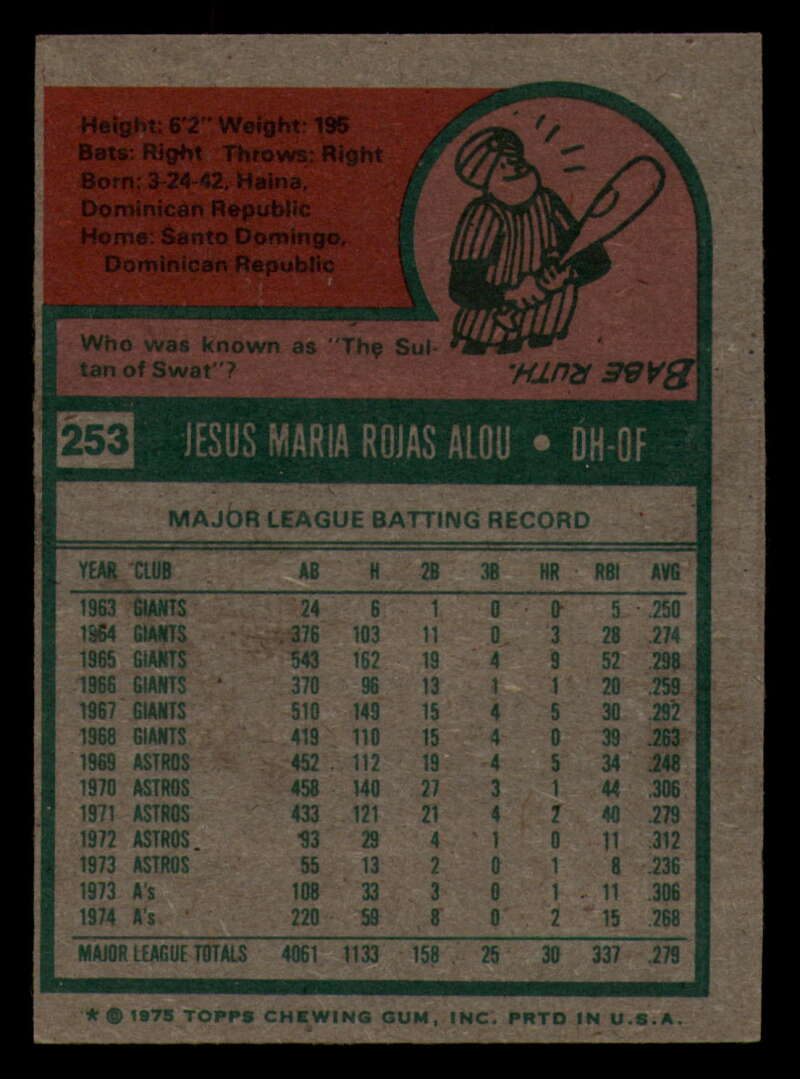 Height: 6'2" Weight: 195
Bats: Right Throws: Right
Born: 3-24-42, Haina,
Dominican Republic
Home: Santo Domingo,
Dominican Republic
Who was known as "The Sul-
tan of Swat"?
BABE RUTH.
253 JESUS MARIA ROJAS ALOU • DH-OF
MAJOR LEAGUE BATTING RECORD
YEAR CLUB AB H 2B 3B HR RBI AVG
1963 GIANTS 24 6 1 0 0 5 .250
1964 GIANTS 376 103 11 0 3 28 .274
1965 GIANTS 543 162 19 4 9 52 .298
1966 GIANTS 370 96 13 1 1 20 .259
1967 GIANTS 510 149 15 4 5 30 .292
1968 GIANTS 419 110 15 4 0 39 .263
1969 ASTROS 452 112 19 4 5 34 .248
1970 ASTROS 458 140 27 3 1 44 .306
1971 ASTROS 433 121 21 4 2 40 .279
1972 ASTROS 93 29 4 1 0 11 .312
1973 ASTROS 55 13 2 0 1 8 .236
1973 A's 108 33 3 0 1 11 .306
1974 A's 220 59 8 0 2 15 .268
MAJOR LEAGUE TOTALS 4061 1133 158 25 30 337 .279
* © 1975 TOPPS CHEWING GUM, INC. PRTD IN U.S.A.